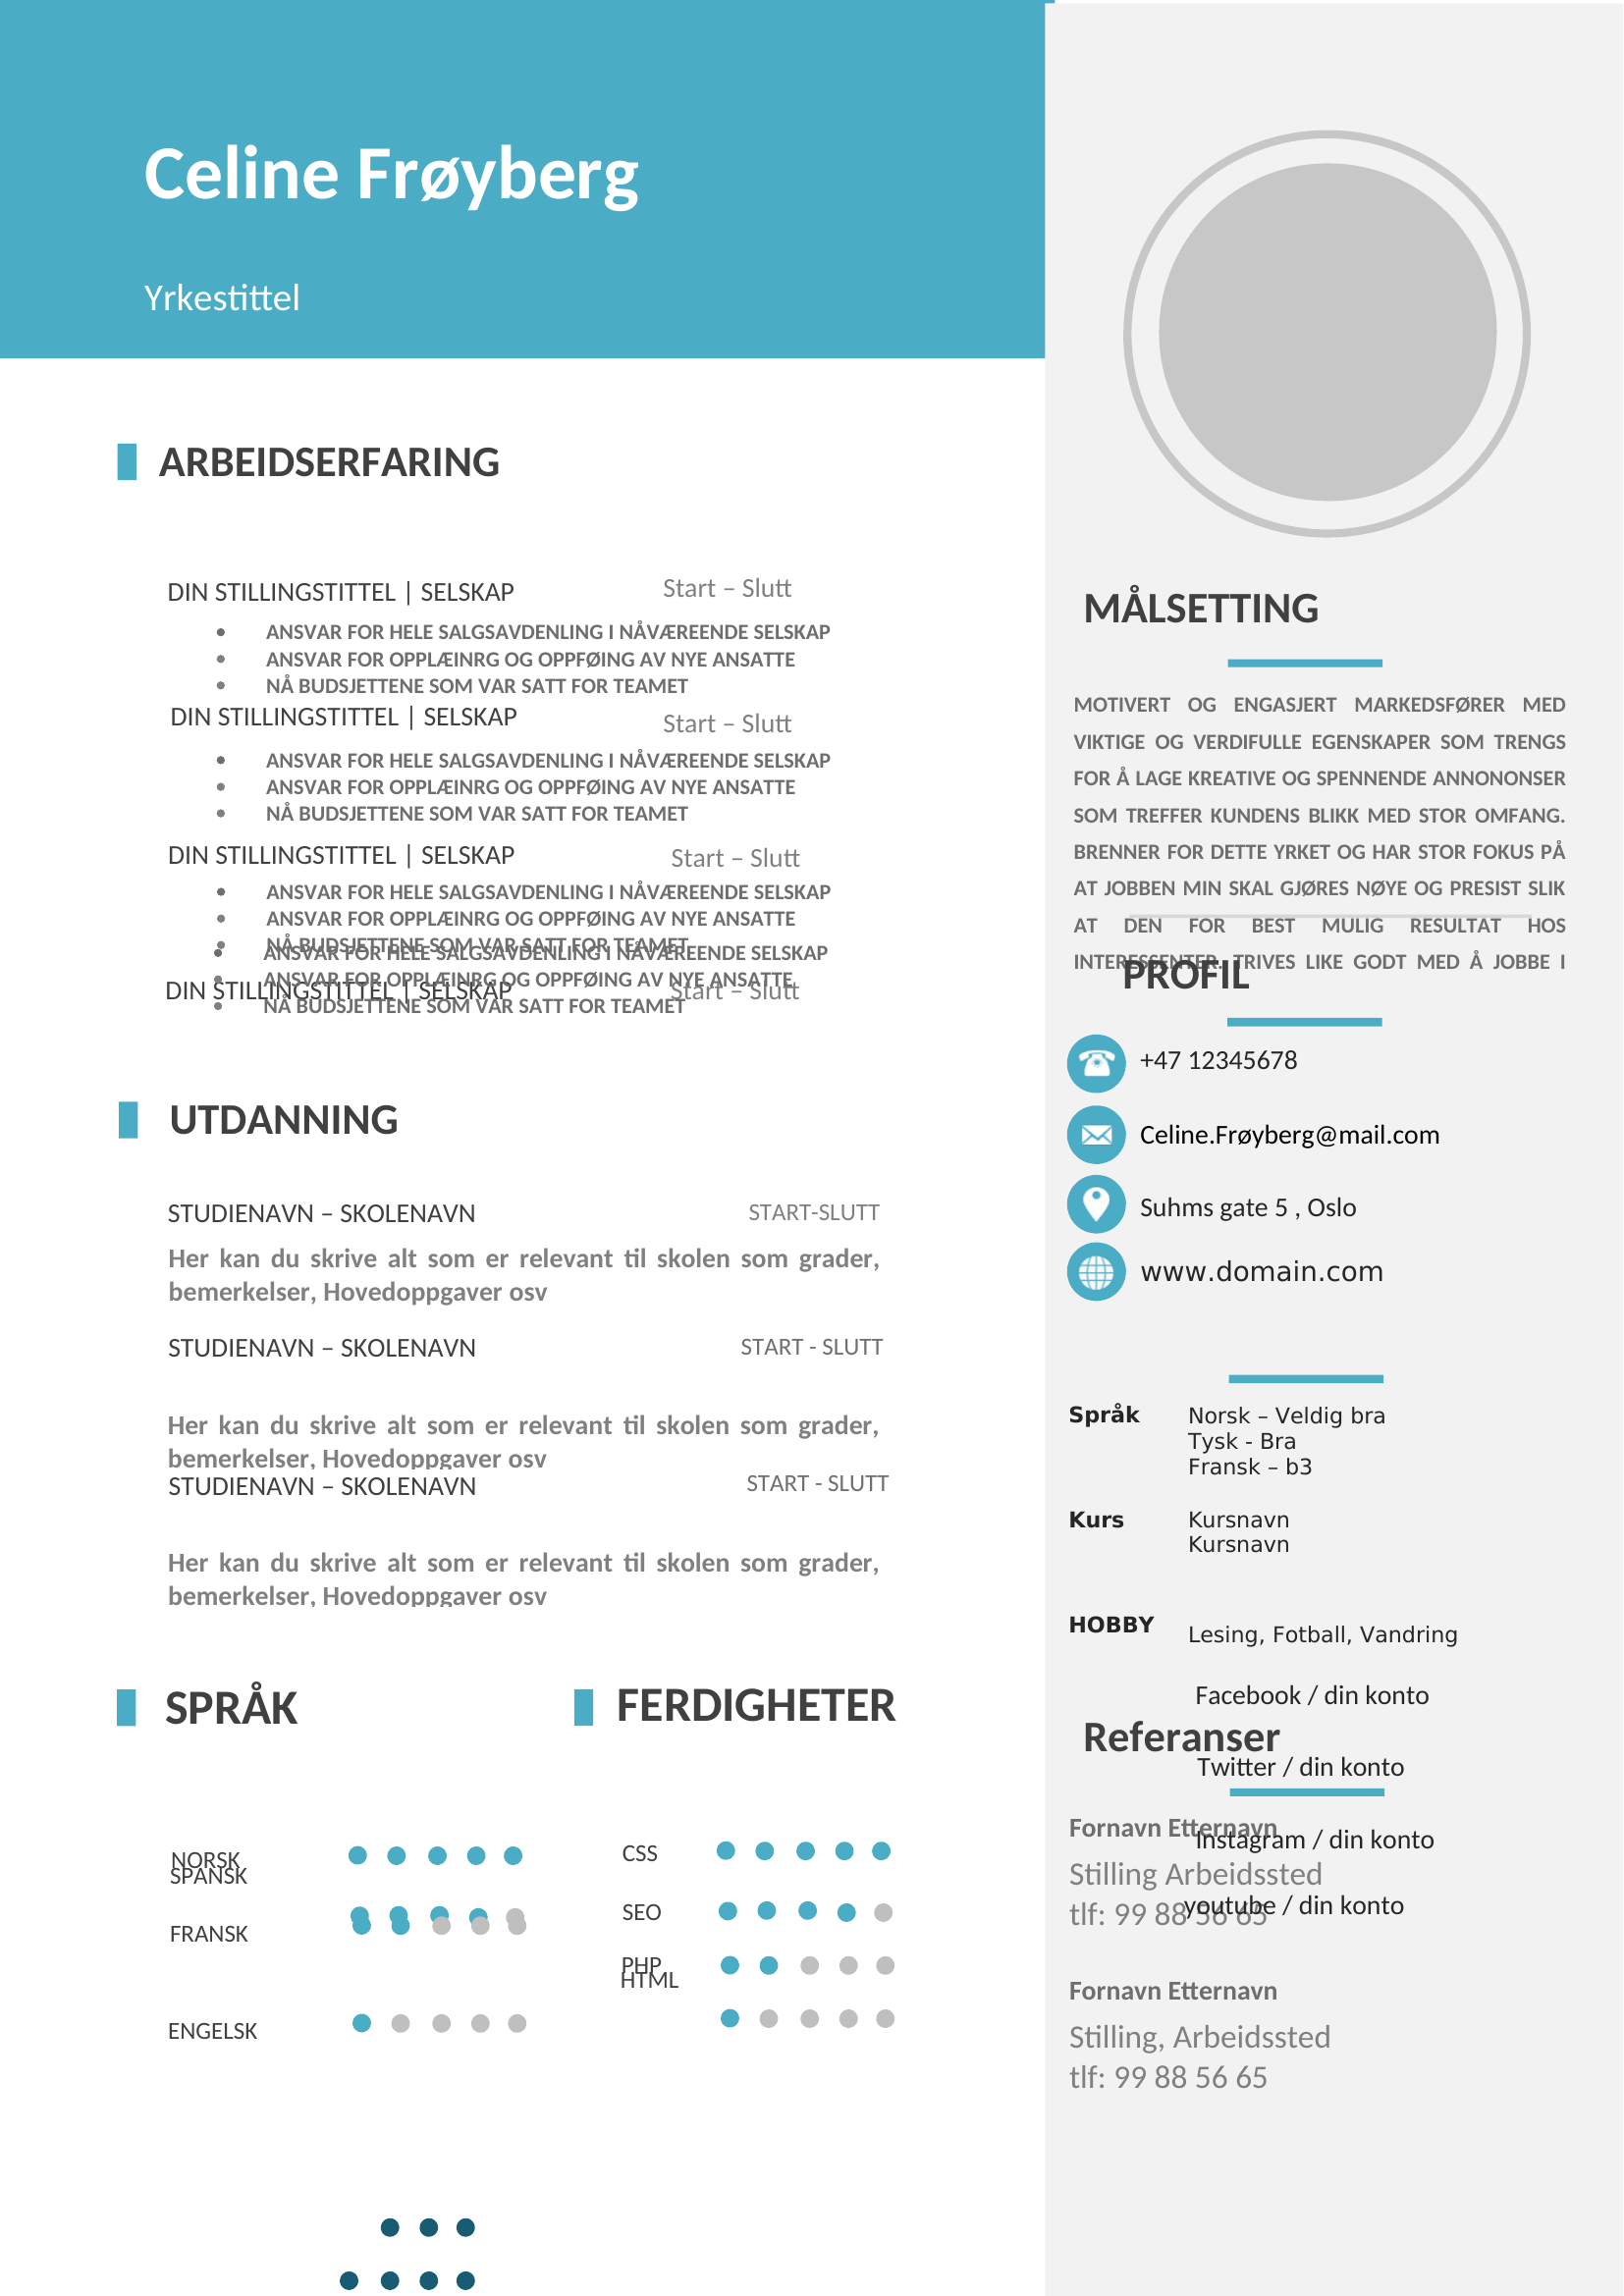 Celine Frøyberg
Yrkestittel
ARBEIDSERFARING
DIN STILLINGSTITTEL | SELSKAP
Start – Slutt
• ANSVAR FOR HELE SALGSAVDENLING I NÅVÆREENDE SELSKAP
• ANSVAR FOR OPPLÆINRG OG OPPFØING AV NYE ANSATTE
• NÅ BUDSJETTENE SOM VAR SATT FOR TEAMET
DIN STILLINGSTITTEL | SELSKAP
Start – Slutt
• ANSVAR FOR HELE SALGSAVDENLING I NÅVÆREENDE SELSKAP
• ANSVAR FOR OPPLÆINRG OG OPPFØING AV NYE ANSATTE
• NÅ BUDSJETTENE SOM VAR SATT FOR TEAMET
DIN STILLINGSTITTEL | SELSKAP
Start – Slutt
• ANSVAR FOR HELE SALGSAVDENLING I NÅVÆREENDE SELSKAP
• ANSVAR FOR OPPLÆINRG OG OPPFØING AV NYE ANSATTE
• NÅ BUDSJETTENE SOM VAR SATT FOR TEAMET
• ANSVAR FOR HELE SALGSAVDENLING I NÅVÆREENDE SELSKAP
• ANSVAR FOR OPPLÆINRG OG OPPFØING AV NYE ANSATTE
DIN STILLINGSTITTEL | SELSKAP
Start – Slutt
• NÅ BUDSJETTENE SOM VAR SATT FOR TEAMET
UTDANNING
STUDIENAVN – SKOLENAVN
START-SLUTT
Her kan du skrive alt som er relevant til skolen som grader,
bemerkelser, Hovedoppgaver osv
STUDIENAVN – SKOLENAVN
START - SLUTT
Her kan du skrive alt som er relevant til skolen som grader,
bemerkelser, Hovedoppgaver osv
STUDIENAVN – SKOLENAVN
START - SLUTT
Her kan du skrive alt som er relevant til skolen som grader,
bemerkelser, Hovedoppgaver osv
SPRÅK
NORSK
SPANSK
FRANSK
ENGELSK
FERDIGHETER
CSS
SEO
PHP
HTML
MÅLSETTING
MOTIVERT OG ENGASJERT MARKEDSFØRER MED
VIKTIGE OG VERDIFULLE EGENSKAPER SOM TRENGS
FOR Å LAGE KREATIVE OG SPENNENDE ANNONONSER
SOM TREFFER KUNDENS BLIKK MED STOR OMFANG.
BRENNER FOR DETTE YRKET OG HAR STOR FOKUS PÅ
AT JOBBEN MIN SKAL GJØRES NØYE OG PRESIST SLIK
AT DEN FOR BEST MULIG RESULTAT HOS
INTERESSENTER. TRIVES LIKE GODT MED Å JOBBE I
PROFIL
+47 12345678
Celine.Frøyberg@mail.com
Suhms gate 5 , Oslo
www.domain.com
Språk
Norsk – Veldig bra
Tysk - Bra
Fransk – b3
Kurs
Kursnavn
Kursnavn
HOBBY
Lesing, Fotball, Vandring
Facebook / din konto
Referanser
Twitter / din konto
Fornavn Etternavn
Instagram / din konto
Stilling Arbeidssted
youtube / din konto
tlf: 99 88 56 65
Fornavn Etternavn
Stilling, Arbeidssted
tlf: 99 88 56 65